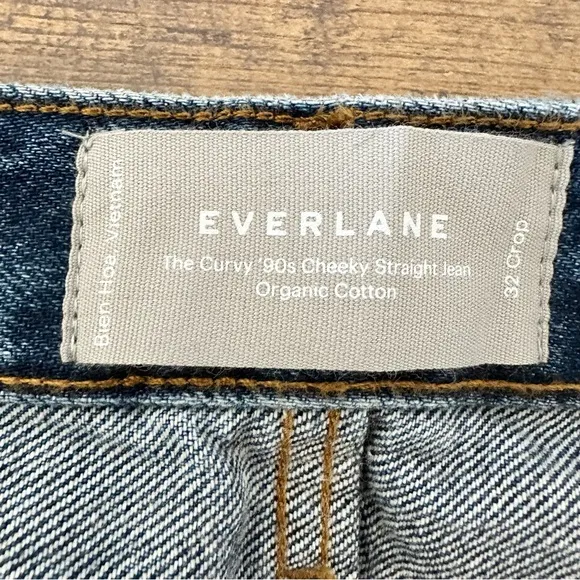 EVERLANE
The Curvy '90s Cheeky Straight Jean
Organic Cotton
Bien Hoa, Vietnam
32 Crop